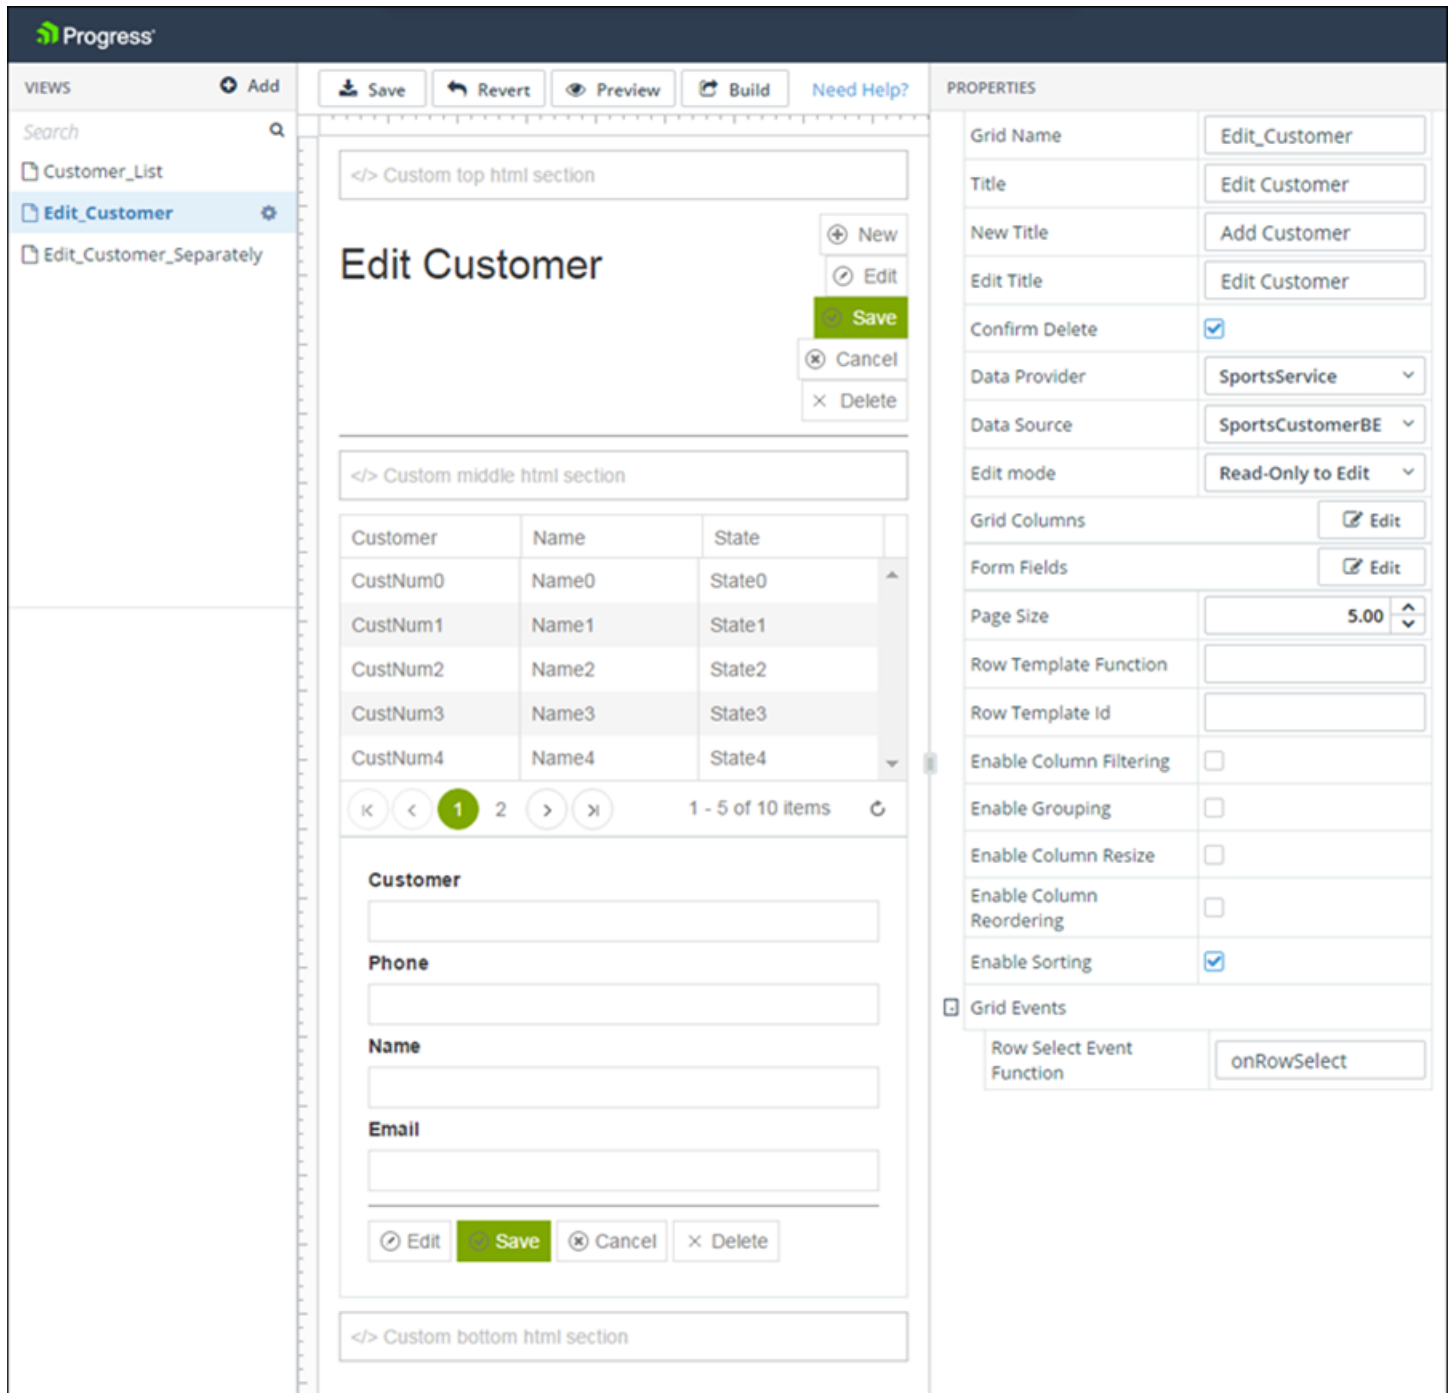 Progress
VIEWS
Add
Search
Customer_List
Edit_Customer
Edit_Customer_Separately
Save
Revert
Preview
Build
Need Help?
</> Custom top html section
Edit Customer
New
Edit
Save
Cancel
Delete
</> Custom middle html section
Customer Name State
CustNum0 Name0 State0
CustNum1 Name1 State1
CustNum2 Name2 State2
CustNum3 Name3 State3
CustNum4 Name4 State4
1 2 1 - 5 of 10 items
Customer
Phone
Name
Email
Edit Save Cancel Delete
</> Custom bottom html section
PROPERTIES
Grid Name Edit_Customer
Title Edit Customer
New Title Add Customer
Edit Title Edit Customer
Confirm Delete
Data Provider SportsService
Data Source SportsCustomerBE
Edit mode Read-Only to Edit
Grid Columns Edit
Form Fields Edit
Page Size 5.00
Row Template Function
Row Template Id
Enable Column Filtering
Enable Grouping
Enable Column Resize
Enable Column
Reordering
Enable Sorting
Grid Events
Row Select Event
Function
onRowSelect